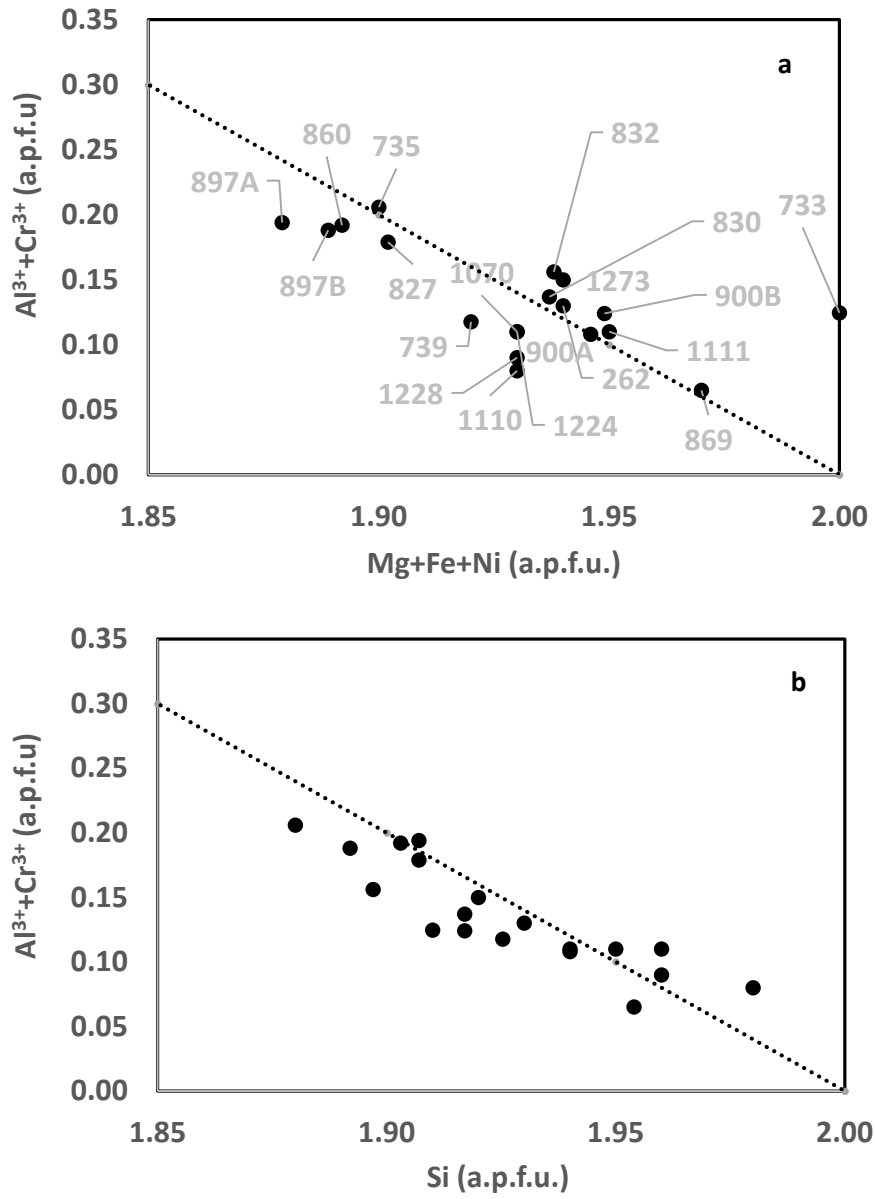 a
0.35
0.30
0.25
0.20
0.15
0.10
0.05
0.00
Al³⁺+Cr³⁺ (a.p.f.u)
860
735
832
897A
830
733
1070
1273
897B
827
900B
739
900A
1111
1228
262
1110
1224
869
1.85 1.90 1.95 2.00
Mg+Fe+Ni (a.p.f.u.)
b
0.35
0.30
0.25
0.20
0.15
0.10
0.05
0.00
Al³⁺+Cr³⁺ (a.p.f.u)
1.85 1.90 1.95 2.00
Si (a.p.f.u.)